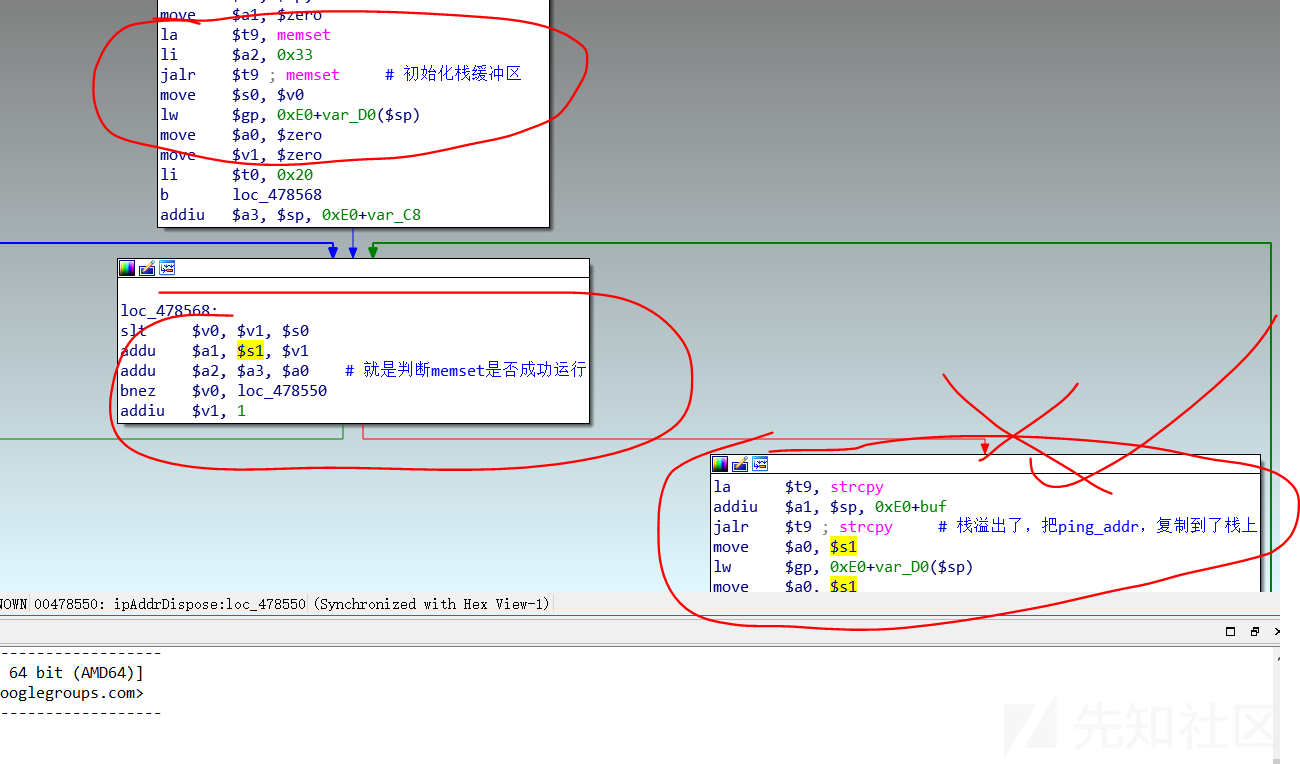 move $a1, $zero
la $t9, memset
li $a2, 0x33
jalr $t9 ; memset # 初始化栈缓冲区
move $s0, $v0
lw $gp, 0xE0+var_D0($sp)
move $a0, $zero
move $v1, $zero
li $t0, 0x20
b loc_478568
addiu $a3, $sp, 0xE0+var_C8
loc_478568:
slt $v0, $v1, $s0
addu $a1, $s1, $v1
addu $a2, $a3, $a0 # 就是判断memset是否成功运行
bnez $v0, loc_478550
addiu $v1, 1
la $t9, strcpy
addiu $a1, $sp, 0xE0+buf
jalr $t9 ; strcpy # 栈溢出了，把ping_addr，复制到了栈上
move $a0, $s1
lw $gp, 0xE0+var_D0($sp)
move $a0, $s1
NOWN 00478550: ipAddrDispose:loc_478550 (Synchronized with Hex View-1)
------------------
64 bit (AMD64)]
ooglegroups.com>
------------------
先知社区